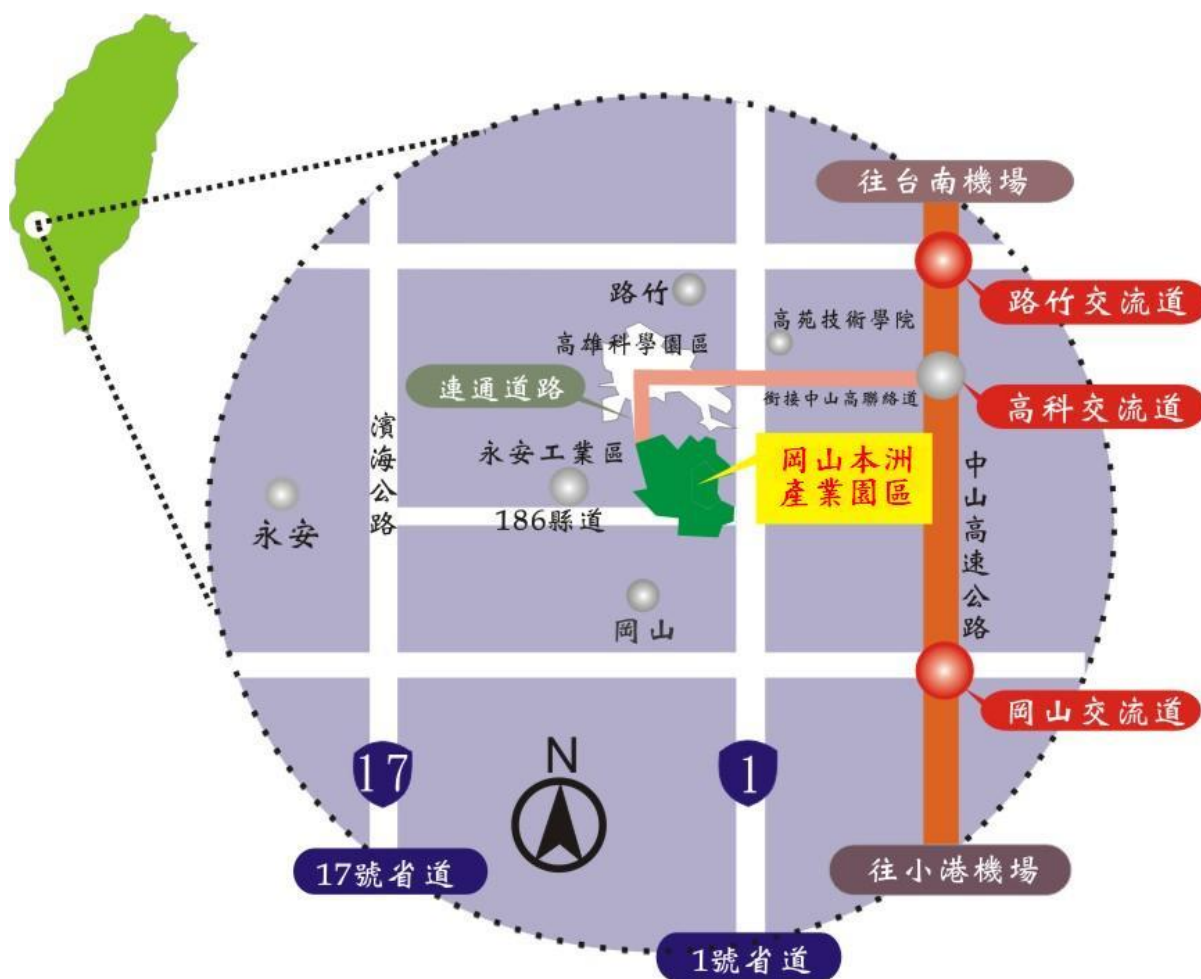 往台南機場
路竹
路竹交流道
高苑技術學院
高雄科學園區
連通道路
銜接中山高聯絡道
高科交流道
濱海公路
永安工業區
岡山本洲
產業園區
中山高速公路
186縣道
永安
岡山
岡山交流道
N
17
1
17號省道
往小港機場
1號省道